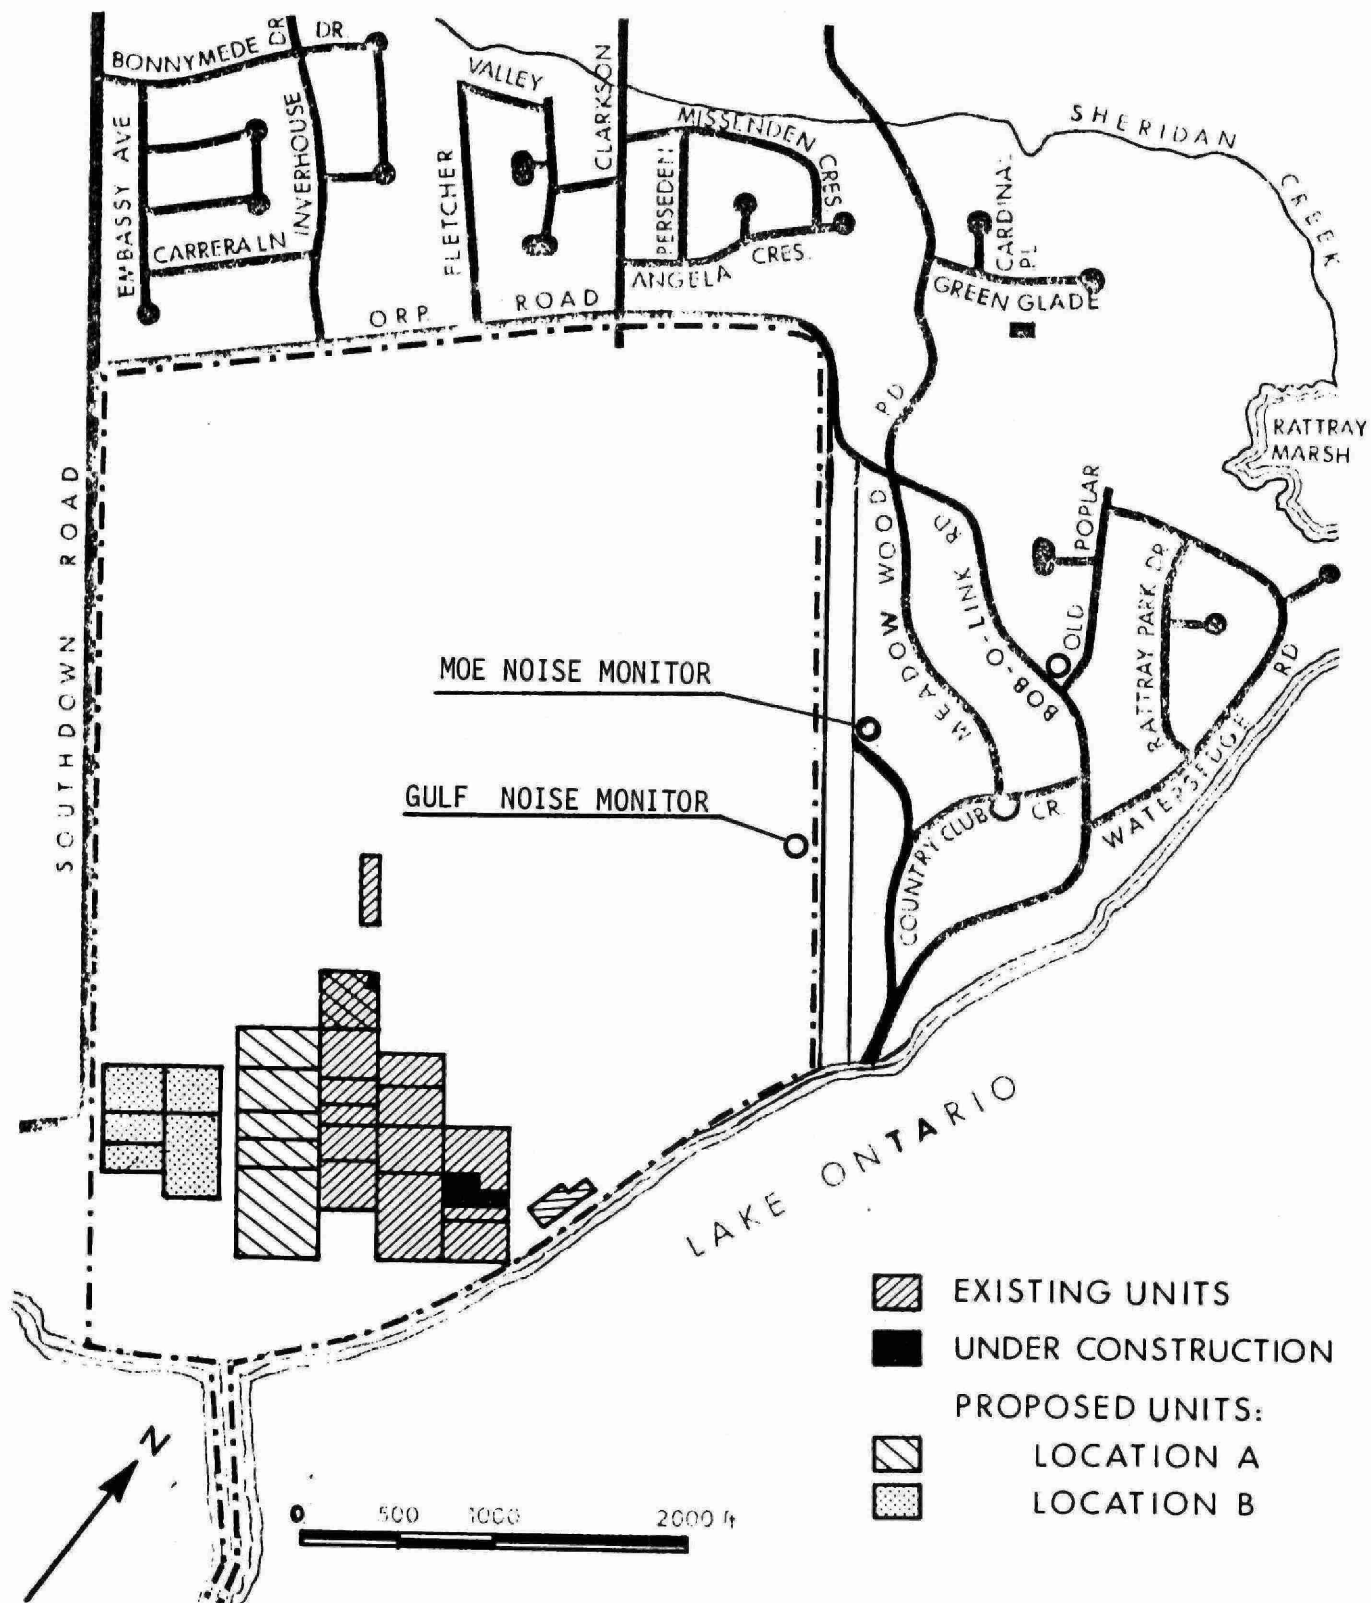 BONNYMEDE DR
DR
EMBASSY AVE
INVERHOUSE
CARRERA LN
VALLEY
FLETCHER
CLARKSON
MISSENDEN CRES
PERSEDEN
ANGELA CRES.
CARDINAL PL
GREEN GLADE
SHERIDAN CREEK
ORR ROAD
RATTRAY
MARSH
SOUTHDOWN ROAD
MEADOW WOOD RD
BOB-O-LINK RD
OLD POPLAR
RATTRAY PARK DR
WATERSEDGE RD
COUNTRY CLUB CR.
MOE NOISE MONITOR
GULF NOISE MONITOR
LAKE ONTARIO
EXISTING UNITS
UNDER CONSTRUCTION
PROPOSED UNITS:
LOCATION A
LOCATION B
N
0 500 1000 2000 ft